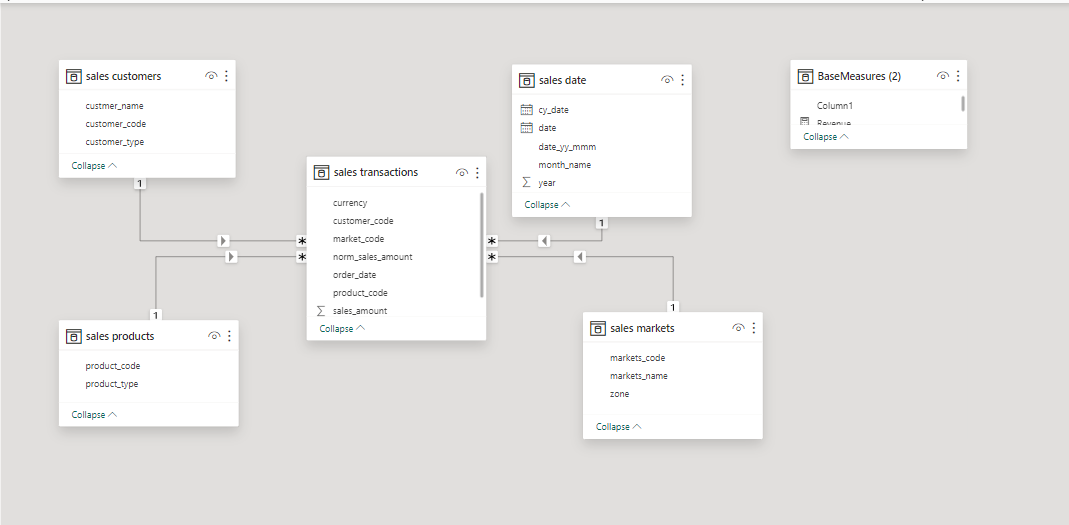 sales customers
custmer_name
customer_code
customer_type
Collapse
1
sales date
cy_date
date
date_yy_mmm
month_name
year
Collapse
1
BaseMeasures (2)
Column1
Revenue
Collapse
sales transactions
currency
customer_code
market_code
norm_sales_amount
order_date
product_code
sales_amount
Collapse
*
*
*
*
1
sales products
product_code
product_type
Collapse
1
sales markets
markets_code
markets_name
zone
Collapse